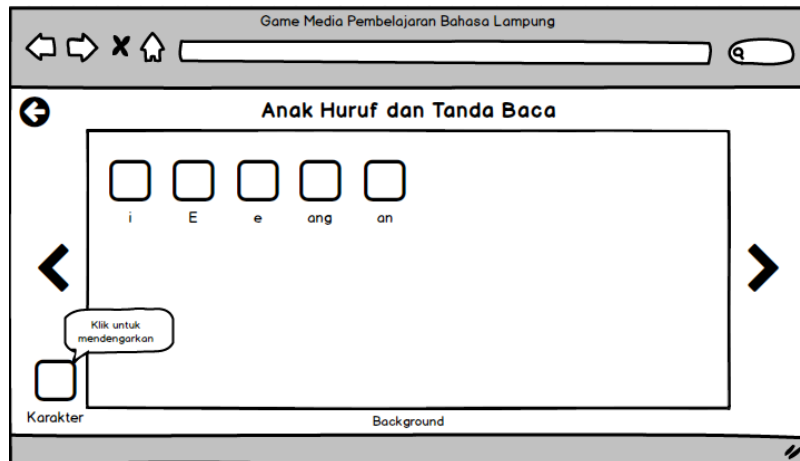 Game Media Pembelajaran Bahasa Lampung
Anak Huruf dan Tanda Baca
i E e ang an
Klik untuk
mendengarkan
Karakter
Background